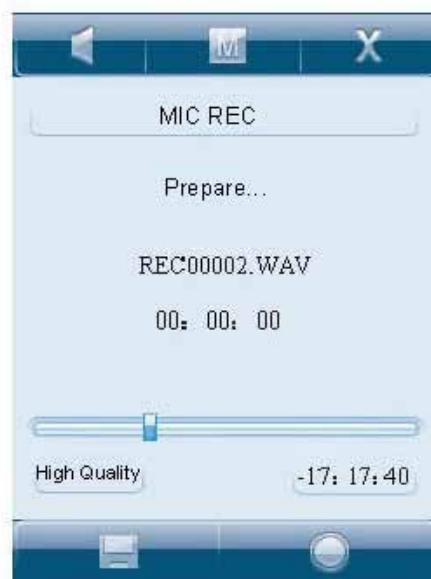 M X
MIC REC
Prepare...
REC00002.WAV
00: 00: 00
High Quality -17: 17: 40